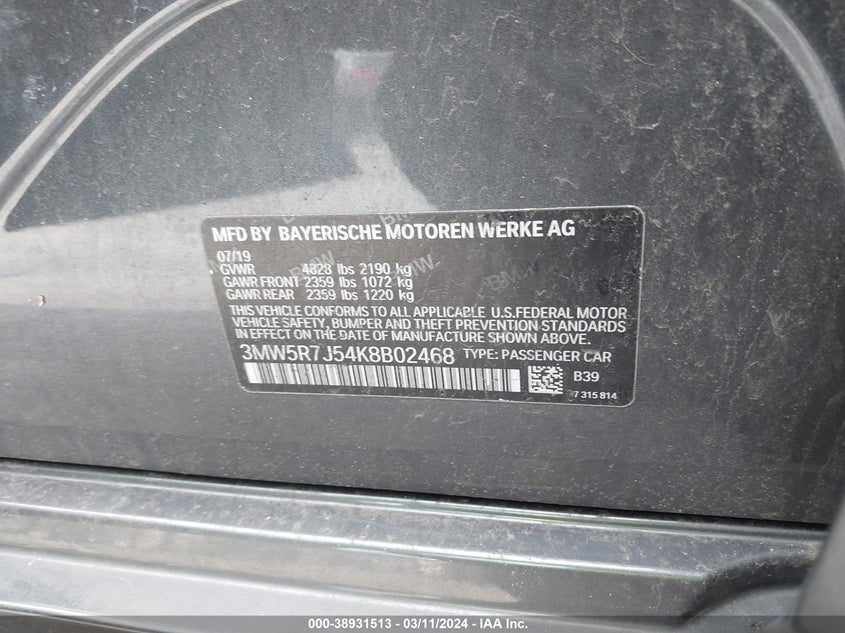 MFD BY BAYERISCHE MOTOREN WERKE AG
07/19
GVWR 4828 lbs 2190 kg
GAWR FRONT 2359 lbs 1072 kg
GAWR REAR 2359 lbs 1220 kg
THIS VEHICLE CONFORMS TO ALL APPLICABLE U.S.FEDERAL MOTOR
VEHICLE SAFETY, BUMPER AND THEFT PREVENTION STANDARDS
IN EFFECT ON THE DATE OF MANUFACTURE SHOWN ABOVE.
3MW5R7J54K8B02468 TYPE: PASSENGER CAR
B39
7 315 814
000-38931513 - 03/11/2024 - IAA Inc.